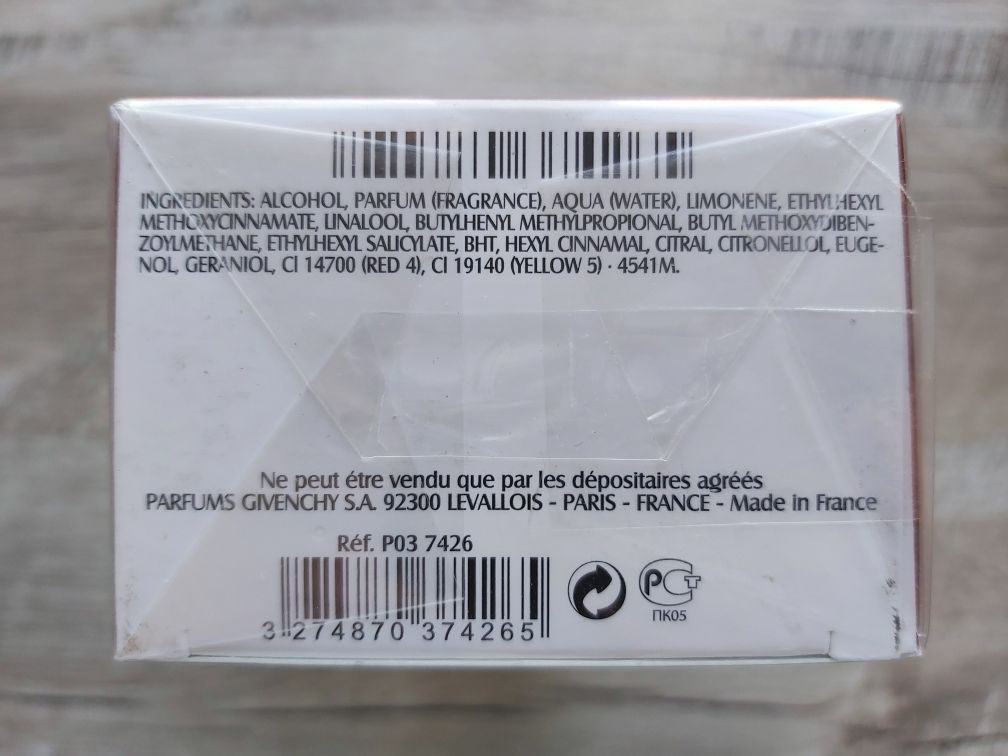 INGREDIENTS: ALCOHOL, PARFUM (FRAGRANCE), AQUA (WATER), LIMONENE, ETHYLHEXYL
METHOXYCINNAMATE, LINALOOL, BUTYLHENYL METHYLPROPIONAL, BUTYL METHOXYDIBEN-
ZOYLMETHANE, ETHYLHEXYL SALICYLATE, BHT, HEXYL CINNAMAL, CITRAL, CITRONELLOL, EUGE-
NOL, GERANIOL, CI 14700 (RED 4), CI 19140 (YELLOW 5) · 4541M.
Ne peut étre vendu que par les dépositaires agréés
PARFUMS GIVENCHY S.A. 92300 LEVALLOIS - PARIS - FRANCE - Made in France
Réf. P03 7426
3 274870 374265
РСТ
ПК05